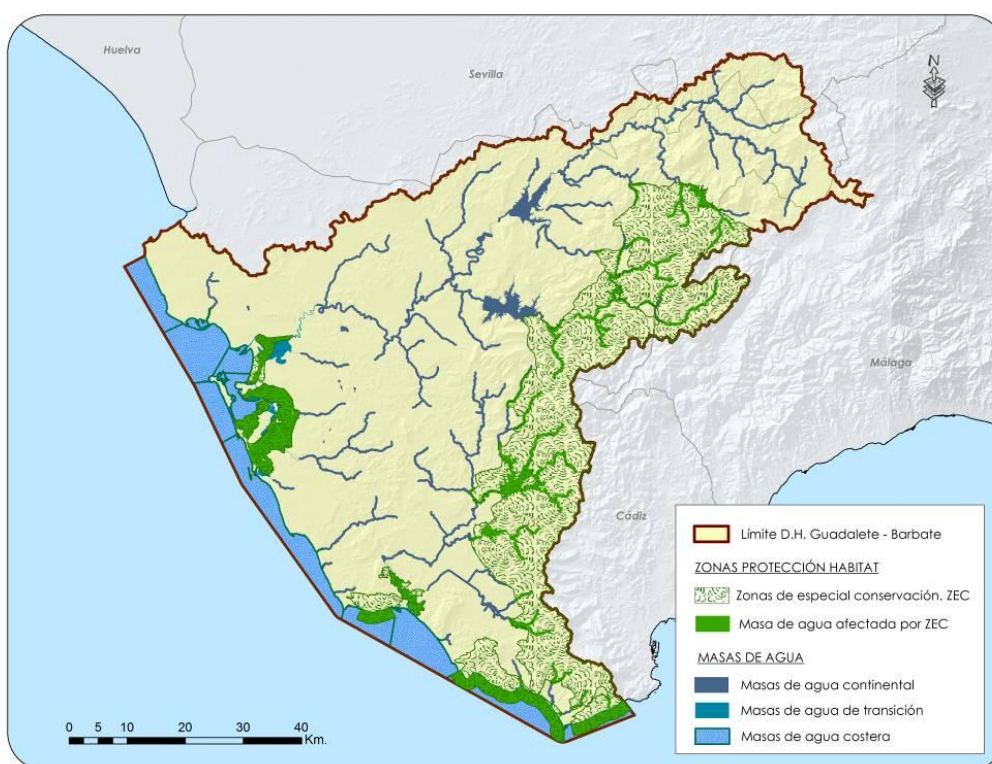 Huelva
Sevilla
N
Málaga
Cádiz
Límite D.H. Guadalete - Barbate
ZONAS PROTECCIÓN HABITAT
Zonas de especial conservación. ZEC
Masa de agua afectada por ZEC
MASAS DE AGUA
Masas de agua continental
Masas de agua de transición
Masas de agua costera
0 5 10 20 30 40
Km.